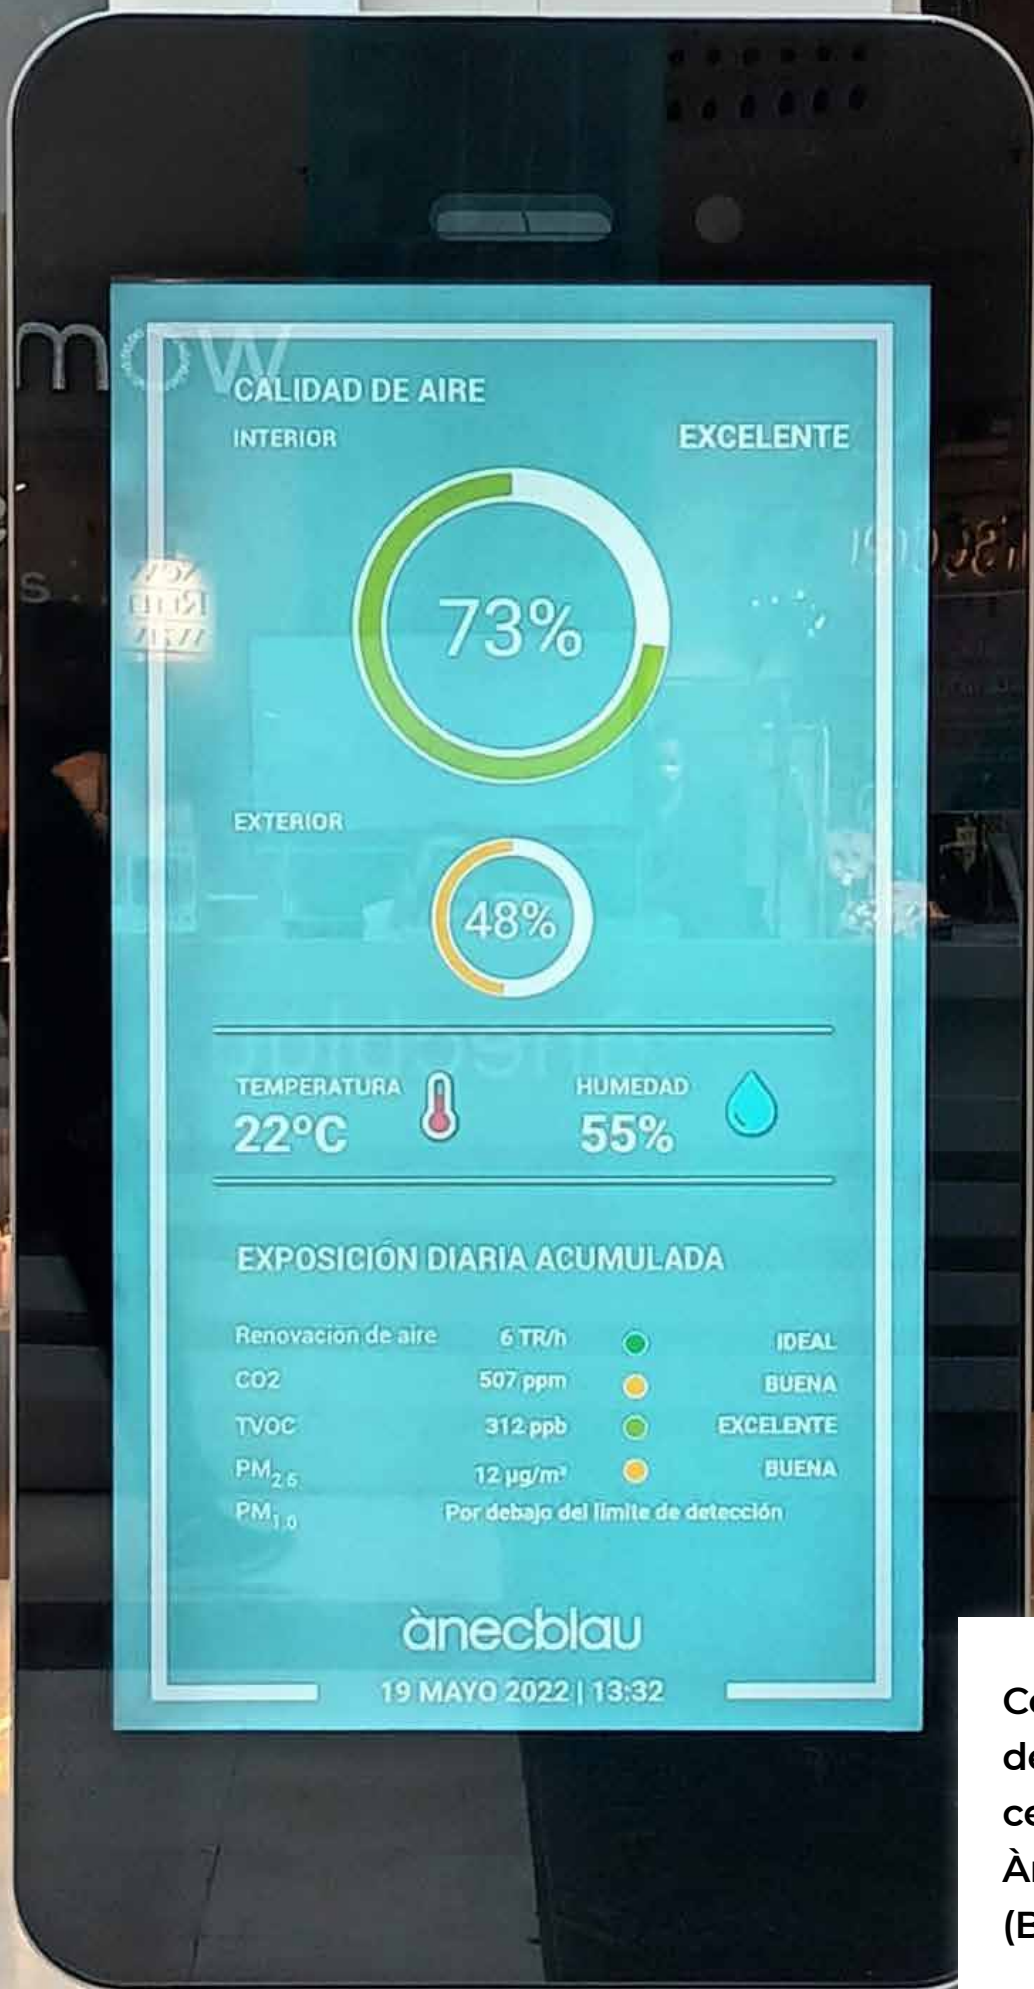 mow
CALIDAD DE AIRE
INTERIOR
EXCELENTE
73%
EXTERIOR
48%
TEMPERATURA
22ºC
HUMEDAD
55%
EXPOSICIÓN DIARIA ACUMULADA
Renovación de aire 6 TR/h IDEAL
CO2 507 ppm BUENA
TVOC 312 ppb EXCELENTE
PM2.5 12 µg/m³ BUENA
PM1.0 Por debajo del límite de detección
ànecblau
19 MAYO 2022 | 13:32